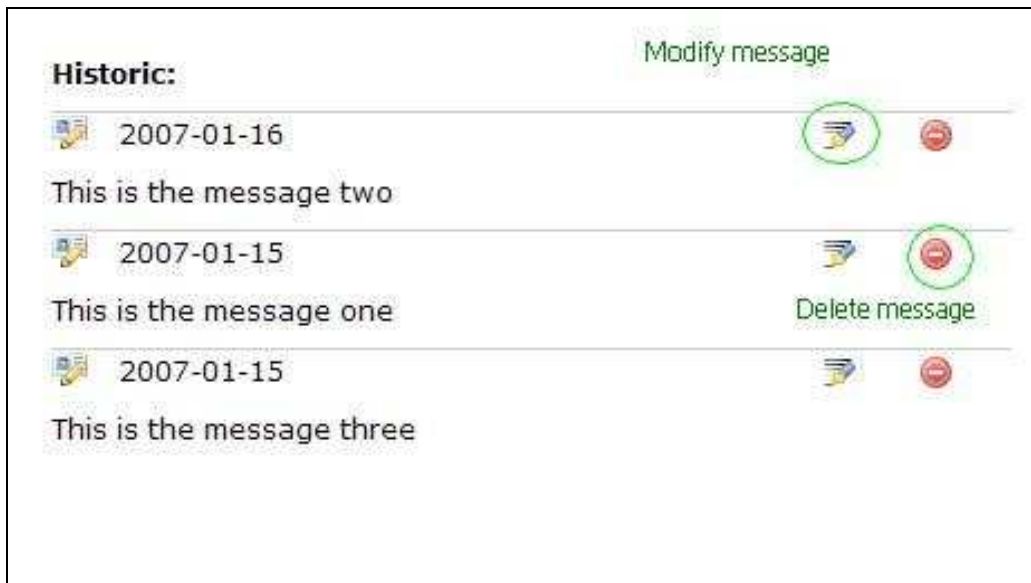 Modify message
Historic:
2007-01-16
This is the message two
2007-01-15
This is the message one
Delete message
2007-01-15
This is the message three